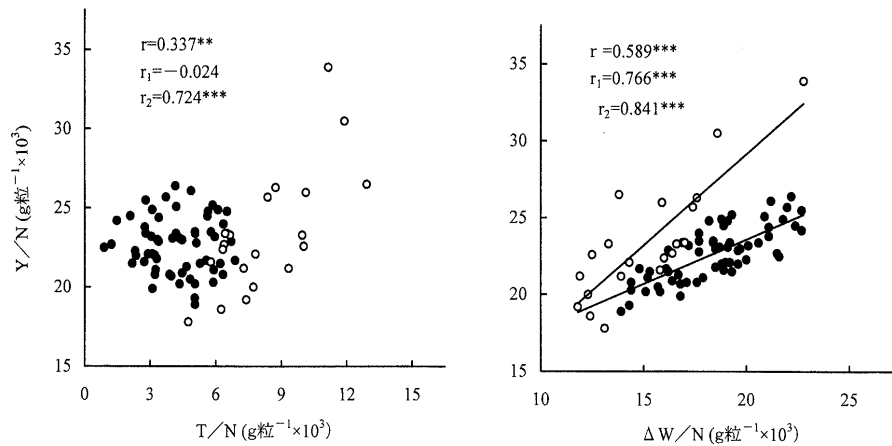 35
30
25
20
15
Y/N (g粒⁻¹×10³)
r=0.337**
r₁=−0.024
r₂=0.724***
0 3 6 9 12 15
T/N (g粒⁻¹×10³)
35
30
25
20
15
r =0.589***
r₁=0.766***
r₂=0.841***
10 15 20 25
ΔW/N (g粒⁻¹×10³)